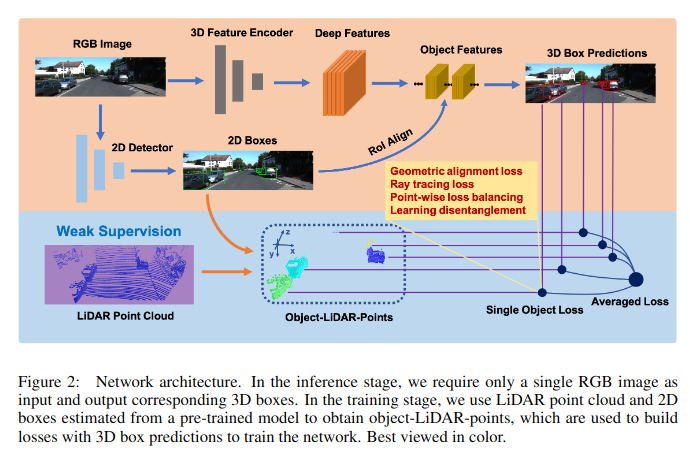 RGB Image
3D Feature Encoder
Deep Features
Object Features
3D Box Predictions
2D Detector
2D Boxes
RoI Align
Geometric alignment loss
Ray tracing loss
Point-wise loss balancing
Learning disentanglement
Weak Supervision
z
x
y
LiDAR Point Cloud
Object-LiDAR-Points
Single Object Loss
Averaged Loss
Figure 2: Network architecture. In the inference stage, we require only a single RGB image as
input and output corresponding 3D boxes. In the training stage, we use LiDAR point cloud and 2D
boxes estimated from a pre-trained model to obtain object-LiDAR-points, which are used to build
losses with 3D box predictions to train the network. Best viewed in color.